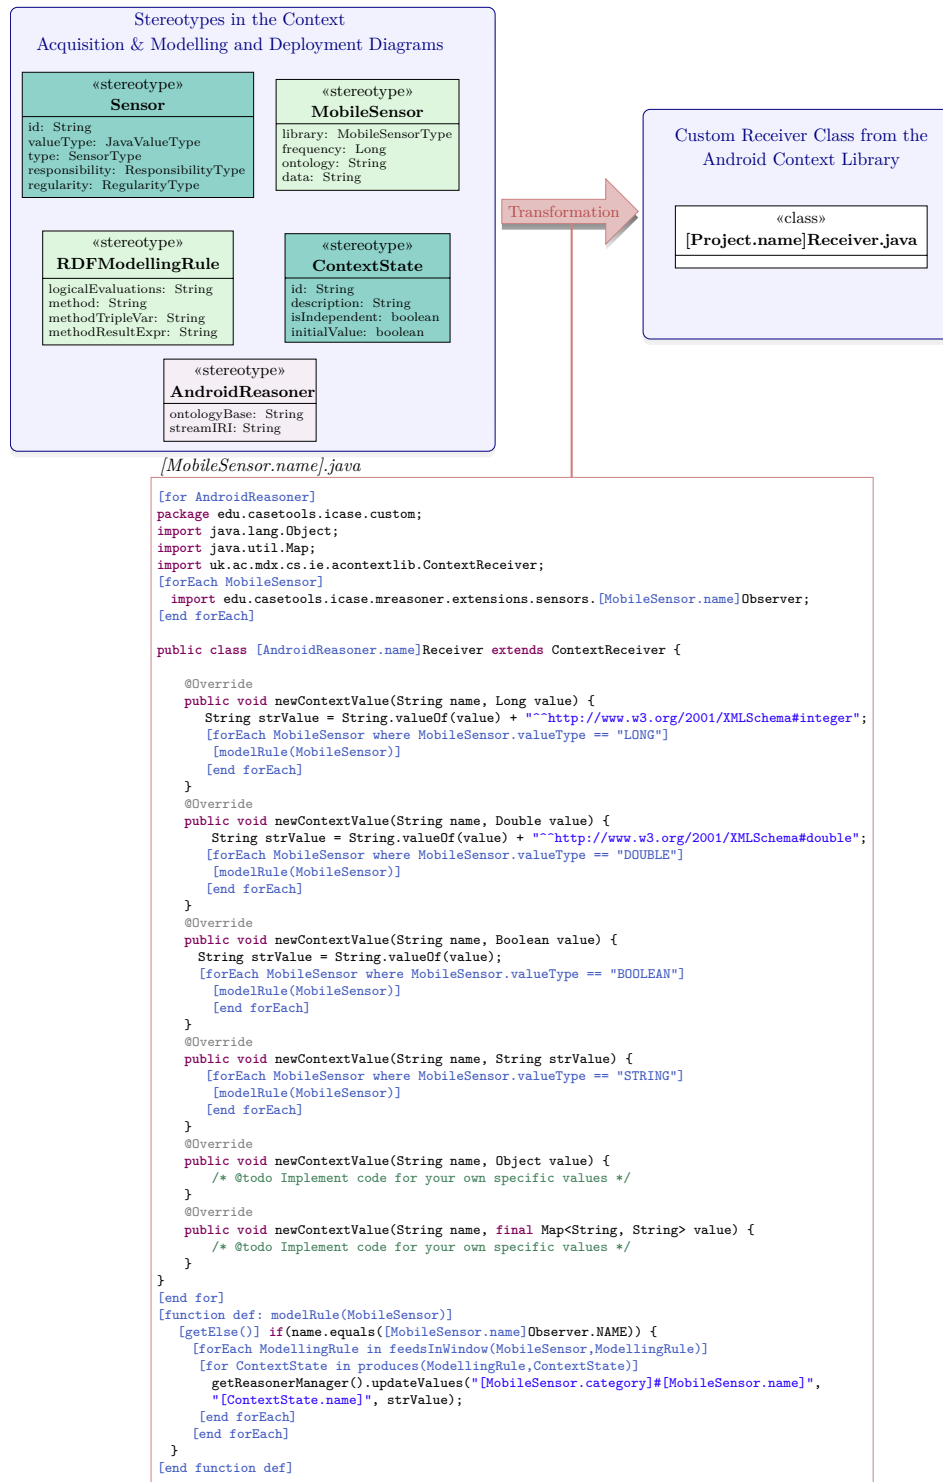 Stereotypes in the Context
Acquisition & Modelling and Deployment Diagrams
«stereotype»
Sensor
id: String
valueType: JavaValueType
type: SensorType
responsibility: ResponsibilityType
regularity: RegularityType
«stereotype»
MobileSensor
library: MobileSensorType
frequency: Long
ontology: String
data: String
«stereotype»
RDFModellingRule
logicalEvaluations: String
method: String
methodTripleVar: String
methodResultExpr: String
«stereotype»
ContextState
id: String
description: String
isIndependent: boolean
initialValue: boolean
«stereotype»
AndroidReasoner
ontologyBase: String
streamIRI: String
Transformation
Custom Receiver Class from the
Android Context Library
«class»
[Project.name]Receiver.java
[MobileSensor.name].java
[for AndroidReasoner]
package edu.casetools.icase.custom;
import java.lang.Object;
import java.util.Map;
import uk.ac.mdx.cs.ie.acontextlib.ContextReceiver;
[forEach MobileSensor]
import edu.casetools.icase.mreasoner.extensions.sensors.[MobileSensor.name]Observer;
[end forEach]
public class [AndroidReasoner.name]Receiver extends ContextReceiver {
@Override
public void newContextValue(String name, Long value) {
String strValue = String.valueOf(value) + "^^http://www.w3.org/2001/XMLSchema#integer";
[forEach MobileSensor where MobileSensor.valueType == "LONG"]
[modelRule(MobileSensor)]
[end forEach]
}
@Override
public void newContextValue(String name, Double value) {
String strValue = String.valueOf(value) + "^^http://www.w3.org/2001/XMLSchema#double";
[forEach MobileSensor where MobileSensor.valueType == "DOUBLE"]
[modelRule(MobileSensor)]
[end forEach]
}
@Override
public void newContextValue(String name, Boolean value) {
String strValue = String.valueOf(value);
[forEach MobileSensor where MobileSensor.valueType == "BOOLEAN"]
[modelRule(MobileSensor)]
[end forEach]
}
@Override
public void newContextValue(String name, String strValue) {
[forEach MobileSensor where MobileSensor.valueType == "STRING"]
[modelRule(MobileSensor)]
[end forEach]
}
@Override
public void newContextValue(String name, Object value) {
/* @todo Implement code for your own specific values */
}
@Override
public void newContextValue(String name, final Map<String, String> value) {
/* @todo Implement code for your own specific values */
}
}
[end for]
[function def: modelRule(MobileSensor)]
[getElse()] if(name.equals([MobileSensor.name]Observer.NAME)) {
[forEach ModellingRule in feedsInWindow(MobileSensor,ModellingRule)]
[for ContextState in produces(ModellingRule,ContextState)]
getReasonerManager().updateValues("[MobileSensor.category]#[MobileSensor.name]",
"[ContextState.name]", strValue);
[end forEach]
[end forEach]
}
[end function def]